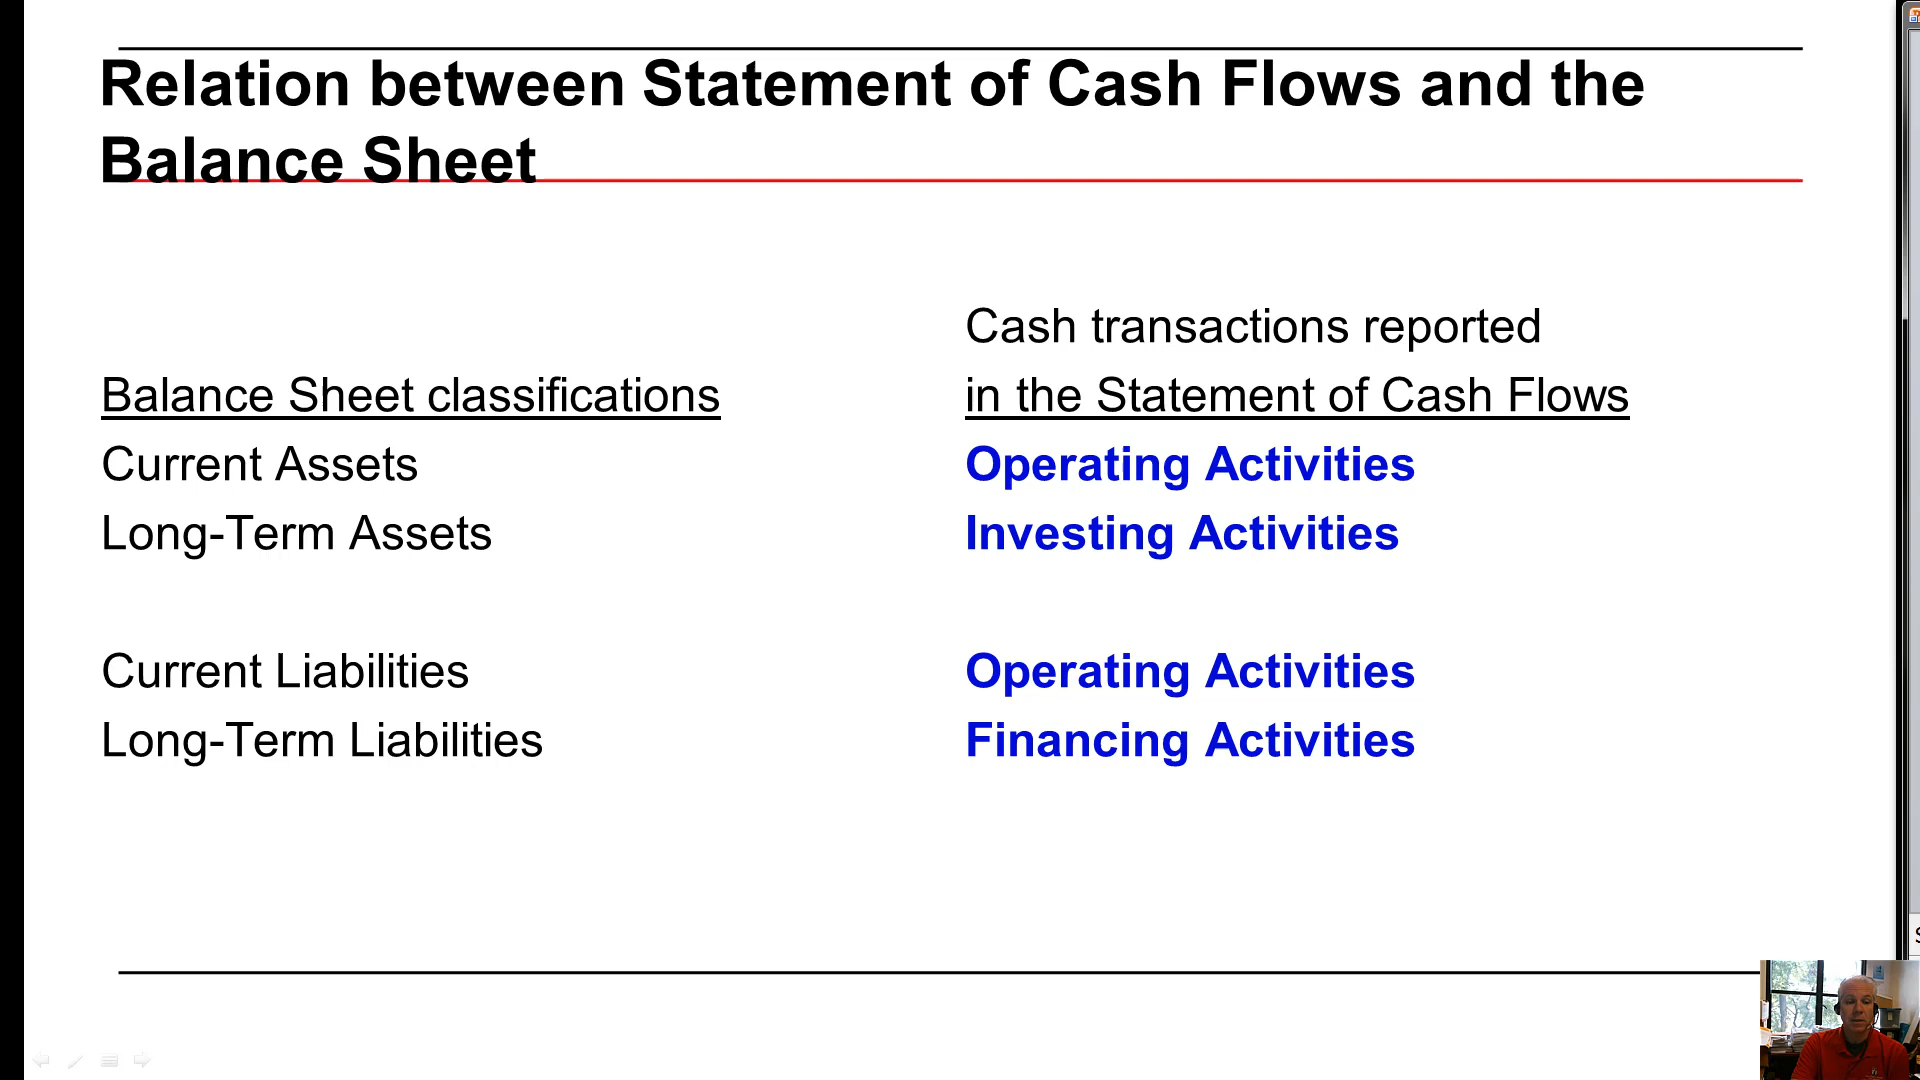 Relation between Statement of Cash Flows and the
Balance Sheet
Cash transactions reported
Balance Sheet classifications in the Statement of Cash Flows
Current Assets Operating Activities
Long-Term Assets Investing Activities
Current Liabilities Operating Activities
Long-Term Liabilities Financing Activities